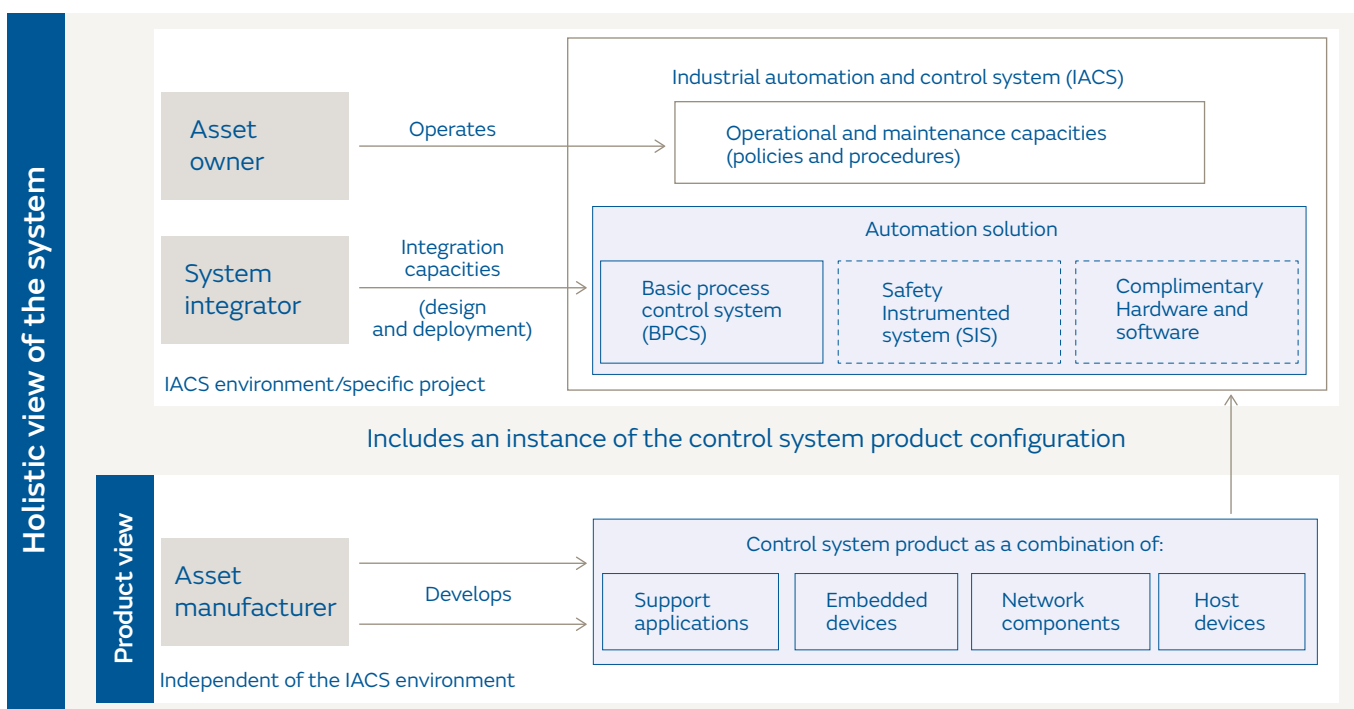 Holistic view of the system
Industrial automation and control system (IACS)
Asset
owner
Operates
Operational and maintenance capacities
(policies and procedures)
System
integrator
Integration
capacities
(design
and deployment)
Automation solution
Basic process
control system
(BPCS)
Safety
Instrumented
system (SIS)
Complimentary
Hardware and
software
IACS environment/specific project
Includes an instance of the control system product configuration
Product view
Asset
manufacturer
Develops
Control system product as a combination of:
Support
applications
Embedded
devices
Network
components
Host
devices
Independent of the IACS environment